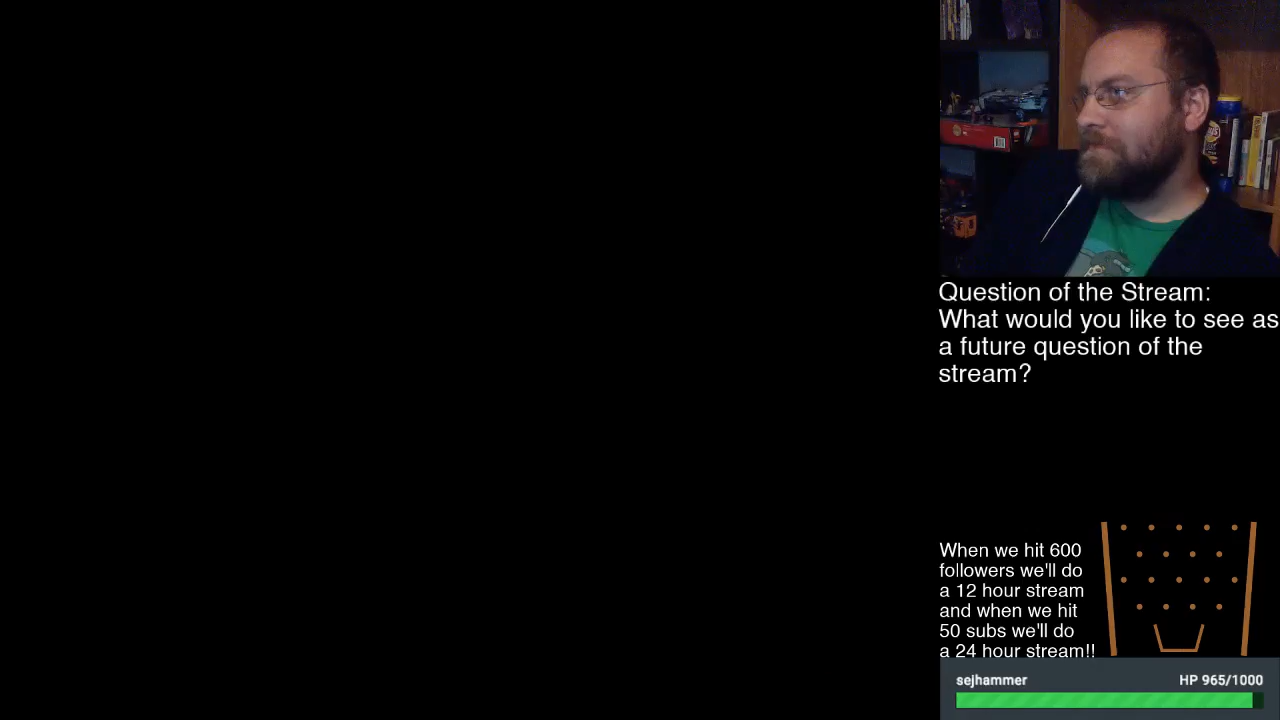 Question of the Stream:
What would you like to see as
a future question of the
stream?
When we hit 600
followers we'll do
a 12 hour stream
and when we hit
50 subs we'll do
a 24 hour stream!!
sejhammer HP 965/1000